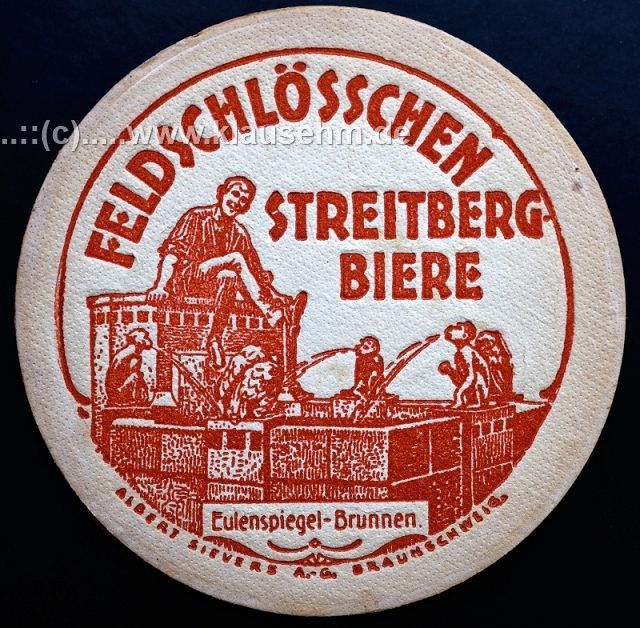 FELDSCHLÖSSCHEN
..::(c).....www.klausehm.de
STREITBERG-
BIERE
Eulenspiegel-Brunnen.
ALBERT SIEVERS A.-G. BRAUNSCHWEIG